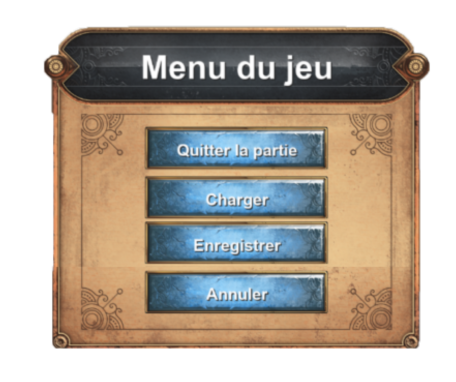 Menu du jeu
Quitter la partie
Charger
Enregistrer
Annuler